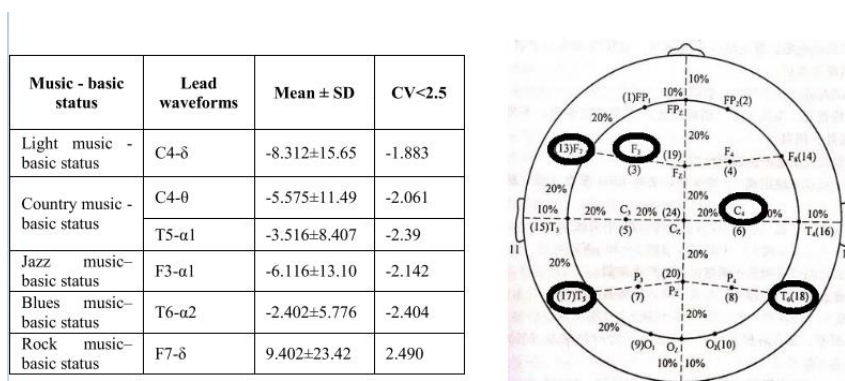 Music - basic
status
Lead
waveforms
Mean ± SD
CV<2.5
Light music -
basic status
C4-δ
-8.312±15.65
-1.883
Country music -
basic status
C4-θ
-5.575±11.49
-2.061
T5-α1
-3.516±8.407
-2.39
Jazz music–
basic status
F3-α1
-6.116±13.10
-2.142
Blues music–
basic status
T6-α2
-2.402±5.776
-2.404
Rock music–
basic status
F7-δ
9.402±23.42
2.490
10%
(1)FP₁ 10% FP₂(2)
FPz
20% 20%
(13)F₇ F₃ (19) F₄ F₈(14)
(3) Fz (4)
20% 20%
10% 20% C₃ 20% (24) 20% C₄ 10%
(15)T₃ (5) Cz (6) T₄(16)
11
20% 20%
P₃ (20) P₄
(17)T₅ (7) Pz (8) T₆(18)
20% 20%
(9)O₁ Oz O₂(10)
10% 10%